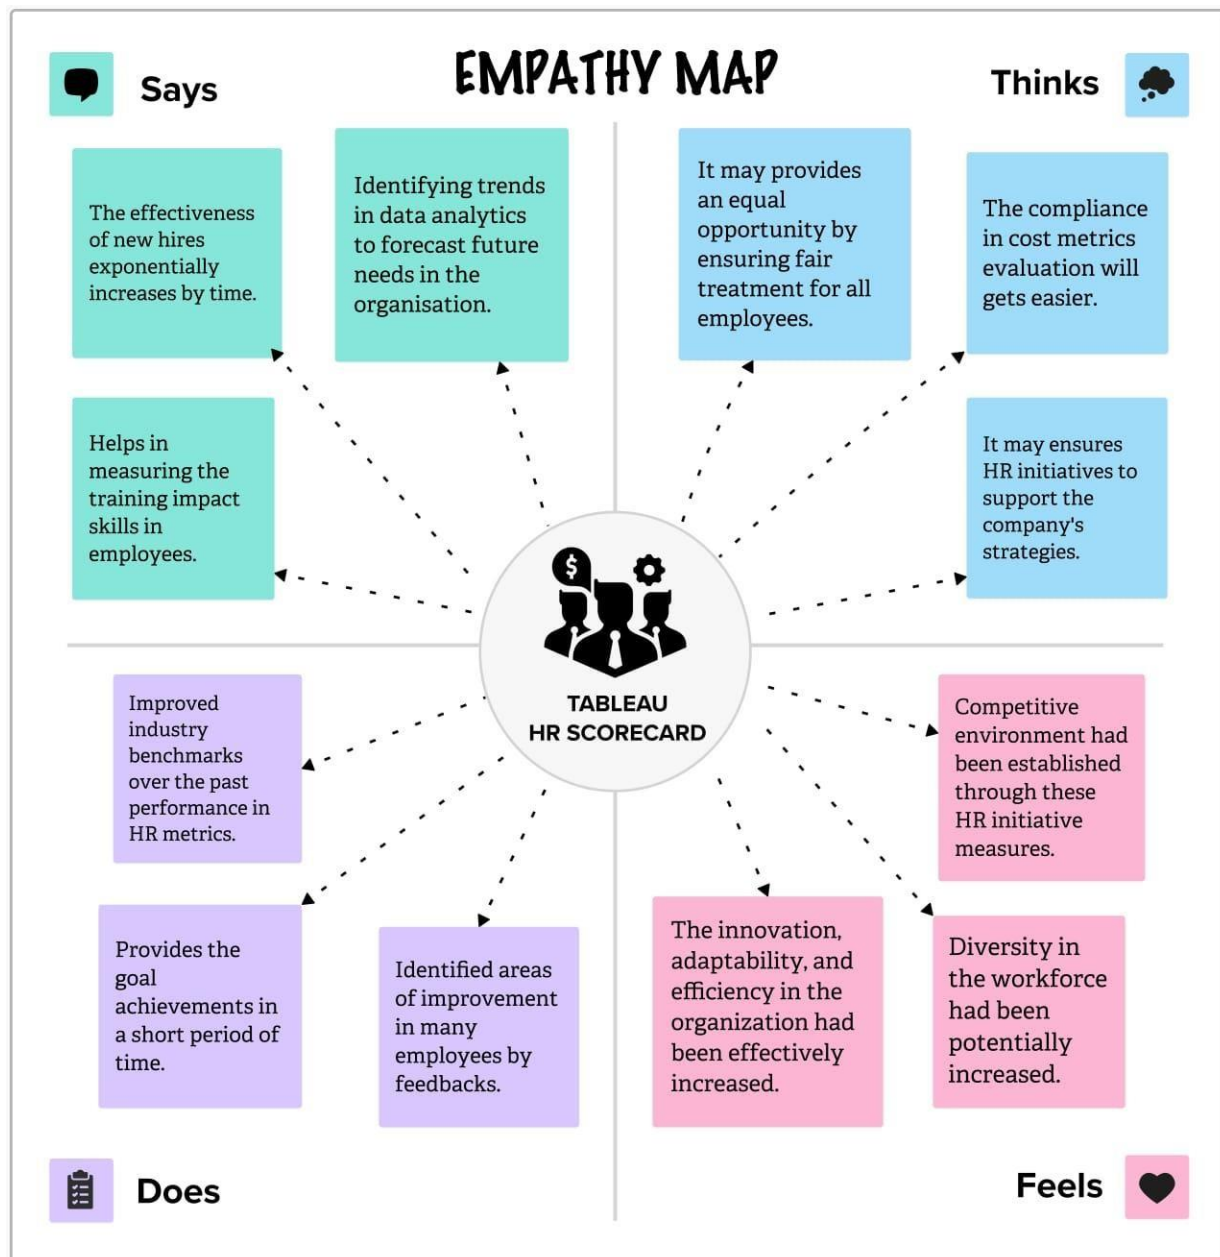 EMPATHY MAP
Says
The effectiveness
of new hires
exponentially
increases by time.
Identifying trends
in data analytics
to forecast future
needs in the
organisation.
Helps in
measuring the
training impact
skills in
employees.
Thinks
It may provides
an equal
opportunity by
ensuring fair
treatment for all
employees.
The compliance
in cost metrics
evaluation will
gets easier.
It may ensures
HR initiatives to
support the
company's
strategies.
$
TABLEAU
HR SCORECARD
Improved
industry
benchmarks
over the past
performance in
HR metrics.
Provides the
goal
achievements in
a short period of
time.
Identified areas
of improvement
in many
employees by
feedbacks.
Does
Competitive
environment had
been established
through these
HR initiative
measures.
The innovation,
adaptability, and
efficiency in the
organization had
been effectively
increased.
Diversity in
the workforce
had been
potentially
increased.
Feels